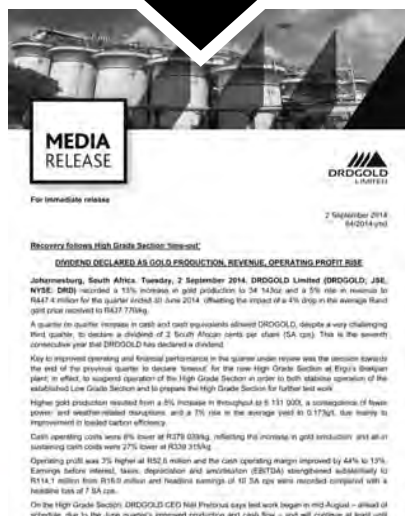 MEDIA
RELEASE
DRDGOLD
LIMITED
For immediate release
2 September 2014
Recovery follows High Grade Section 'time-out'
DIVIDEND DECLARED AS GOLD PRODUCTION, REVENUE, OPERATING PROFIT RISE
Johannesburg, South Africa. Tuesday, 2 September 2014. DRDGOLD Limited (DRDGOLD; JSE,
NYSE: DRD) recorded a 13% increase in gold production to 34 143oz and a 5% rise in revenue to
R447.4 million for the quarter ended 30 June 2014, offsetting the impact of a 4% drop in the average Rand
gold price received to
A quarter on quarter increase in cash and cash equivalents allowed DRDGOLD, despite a very challenging
third quarter, to declare a dividend of 2 South African cents per share (SA cps). This is the seventh
consecutive year that DRDGOLD has declared a dividend.
Key to improved operating and financial performance in the quarter under review was the decision towards
the end of the previous quarter to declare 'timeout' for the new High Grade Section at Ergo's Brakpan
plant; in effect, to suspend operation of the High Grade Section in order to both stabilise operation of the
established Low Grade Section and to prepare the High Grade Section for further test work.
Higher gold production resulted from a 5% increase in throughput to 6 131 000t, a consequence of fewer
power- and weather-related disruptions, and a 7% rise in the average yield to 0.173g/t, due mainly to
improvement in loaded carbon efficiency.
Cash operating costs were 8% lower at reflecting the increase in gold production and all-in
sustaining cash costs were 27% lower at
Operating profit was 3% higher at R52.6 million and the cash operating margin improved by 44% to 13%.
Earnings before interest, taxes, depreciation and amortisation (EBITDA) strengthened substantially to
R114.1 million from million and headline earnings of 10 SA cps were recorded compared with a
headline loss of 7 SA cps.
On the High Grade Section, DRDGOLD CEO Niël Pretorius says test work began in mid-August – ahead of
schedule, due to the June quarter's improved production and cash flow – and will continue at least until